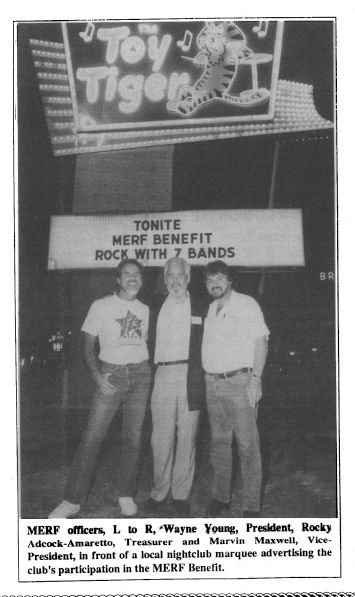 THE
Toy
Tiger
TONITE
MERF BENEFIT
ROCK WITH 7 BANDS
BR
MERF officers, L to R, Wayne Young, President, Rocky
Adcock-Amaretto, Treasurer and Marvin Maxwell, Vice-
President, in front of a local nightclub marquee advertising the
club's participation in the MERF Benefit.